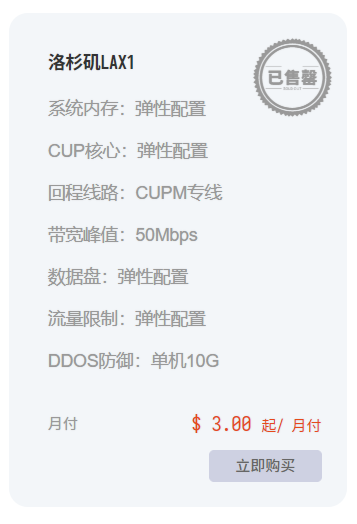 洛杉矶LAX1
已售罄
系统内存：弹性配置
CUP核心：弹性配置
回程线路：CUPM专线
带宽峰值：50Mbps
数据盘：弹性配置
流量限制：弹性配置
DDOS防御：单机10G
月付
$ 3.00 起/ 月付
立即购买